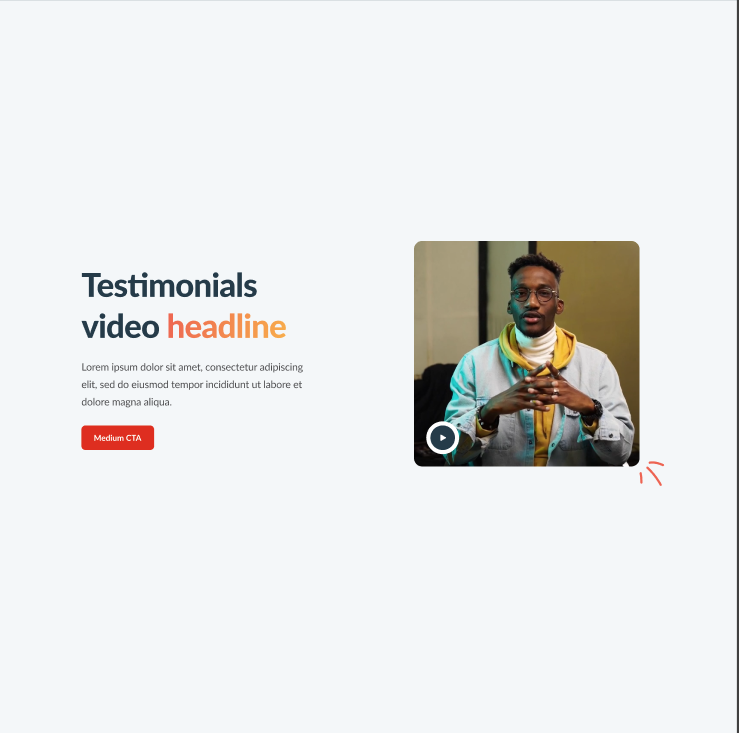 Testimonials
video headline
Lorem ipsum dolor sit amet, consectetur adipiscing
elit, sed do eiusmod tempor incididunt ut labore et
dolore magna aliqua.
Medium CTA